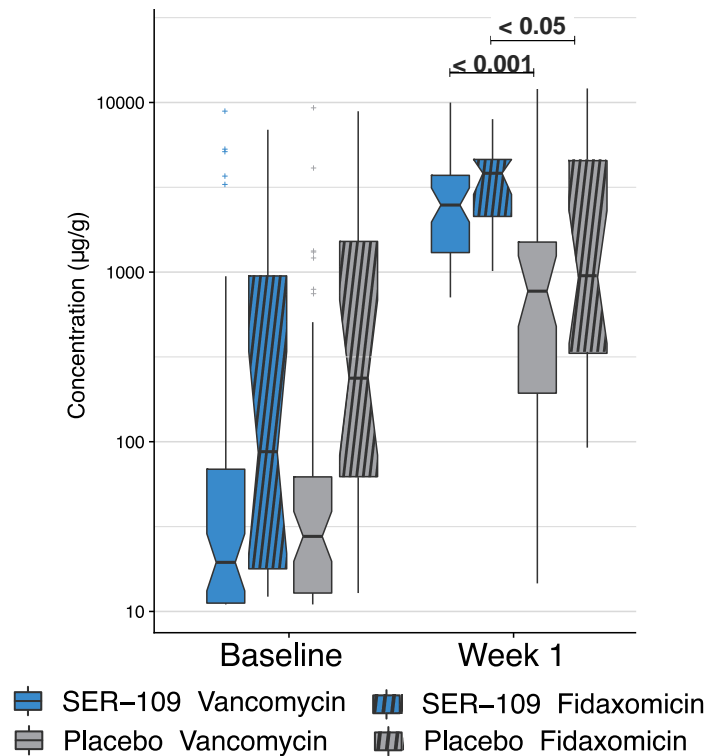 < 0.05
< 0.001
Concentration (µg/g)
10000
1000
100
10
Baseline Week 1
SER−109 Vancomycin SER−109 Fidaxomicin
Placebo Vancomycin Placebo Fidaxomicin